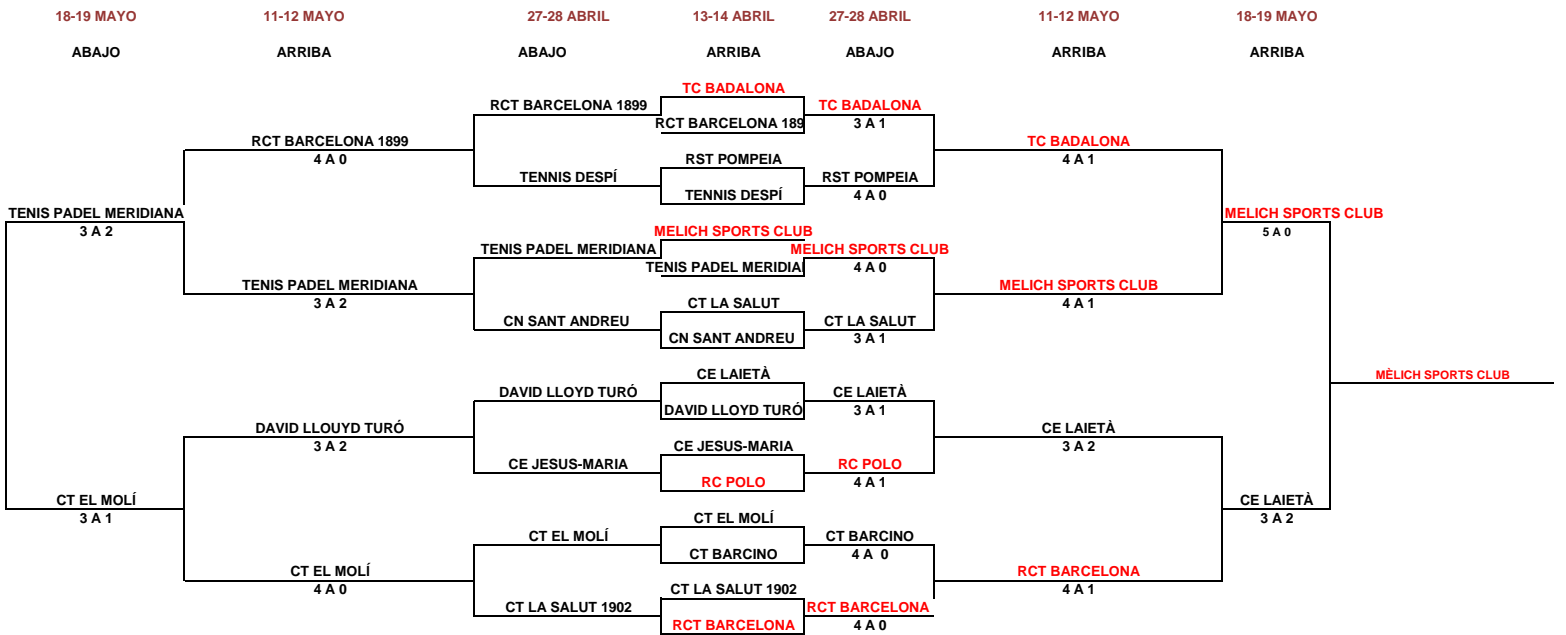 18-19 MAYO 11-12 MAYO 27-28 ABRIL 13-14 ABRIL 27-28 ABRIL 11-12 MAYO 18-19 MAYO
ABAJO ARRIBA ABAJO ARRIBA ABAJO ARRIBA ARRIBA
TC BADALONA
RCT BARCELONA 1899 TC BADALONA
RCT BARCELONA 189 3 A 1
RCT BARCELONA 1899 TC BADALONA
4 A 0 RST POMPEIA 4 A 1
TENNIS DESPÍ RST POMPEIA
TENNIS DESPÍ 4 A 0
TENIS PADEL MERIDIANA MELICH SPORTS CLUB
3 A 2 MELICH SPORTS CLUB 5 A 0
TENIS PADEL MERIDIANA MELICH SPORTS CLUB
TENIS PADEL MERIDIAI 4 A 0
TENIS PADEL MERIDIANA MELICH SPORTS CLUB
3 A 2 CT LA SALUT 4 A 1
CN SANT ANDREU CT LA SALUT
CN SANT ANDREU 3 A 1
CE LAIETÀ MÈLICH SPORTS CLUB
DAVID LLOYD TURÓ CE LAIETÀ
DAVID LLOYD TURÓ 3 A 1
DAVID LLOUYD TURÓ CE LAIETÀ
3 A 2 CE JESUS-MARIA 3 A 2
CE JESUS-MARIA RC POLO
RC POLO 4 A 1
CT EL MOLÍ CE LAIETÀ
3 A 1 CT EL MOLÍ 3 A 2
CT EL MOLÍ CT BARCINO
CT BARCINO 4 A 0
CT EL MOLÍ RCT BARCELONA
4 A 0 CT LA SALUT 1902 4 A 1
CT LA SALUT 1902 RCT BARCELONA
RCT BARCELONA 4 A 0